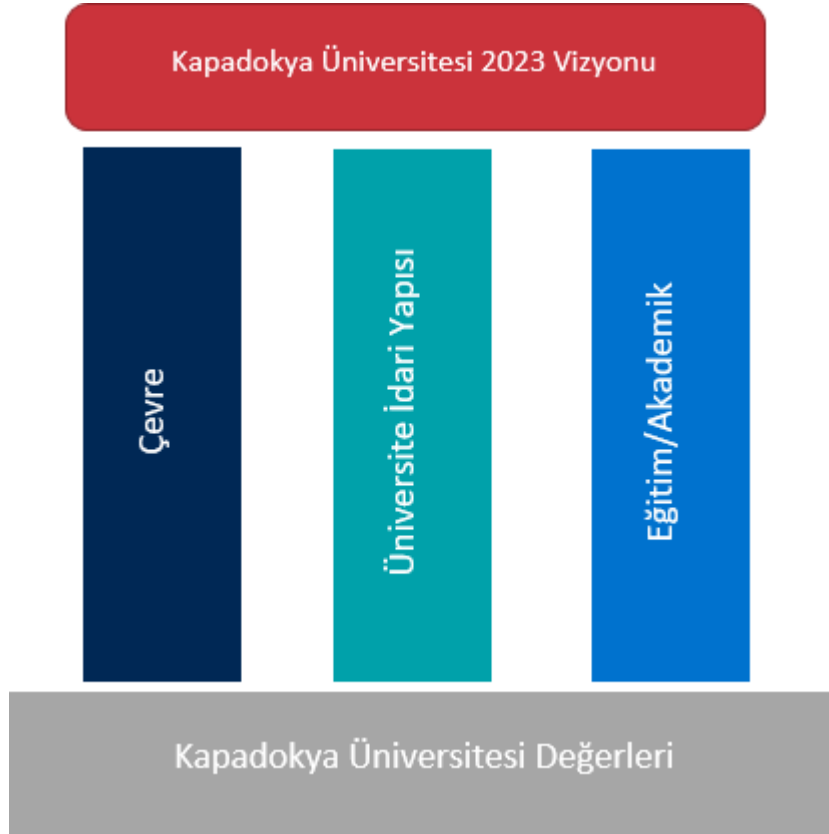 Kapadokya Üniversitesi 2023 Vizyonu
Çevre
Üniversite İdari Yapısı
Eğitim/Akademik
Kapadokya Üniversitesi Değerleri